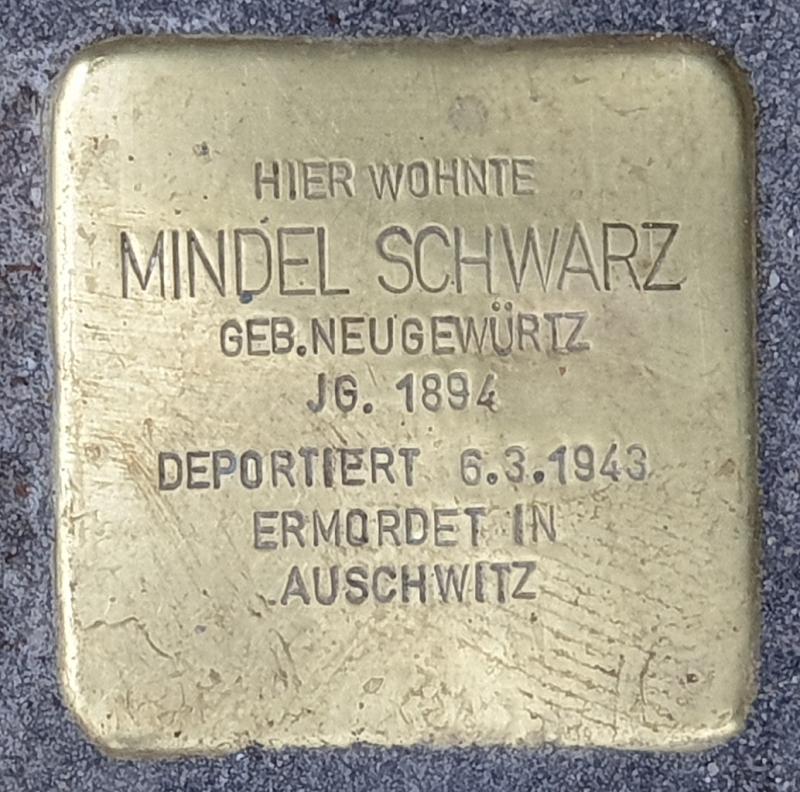 HIER WOHNTE
MINDEL SCHWARZ
GEB.NEUGEWÜRTZ
JG. 1894
DEPORTIERT 6.3.1943
ERMORDET IN
AUSCHWITZ